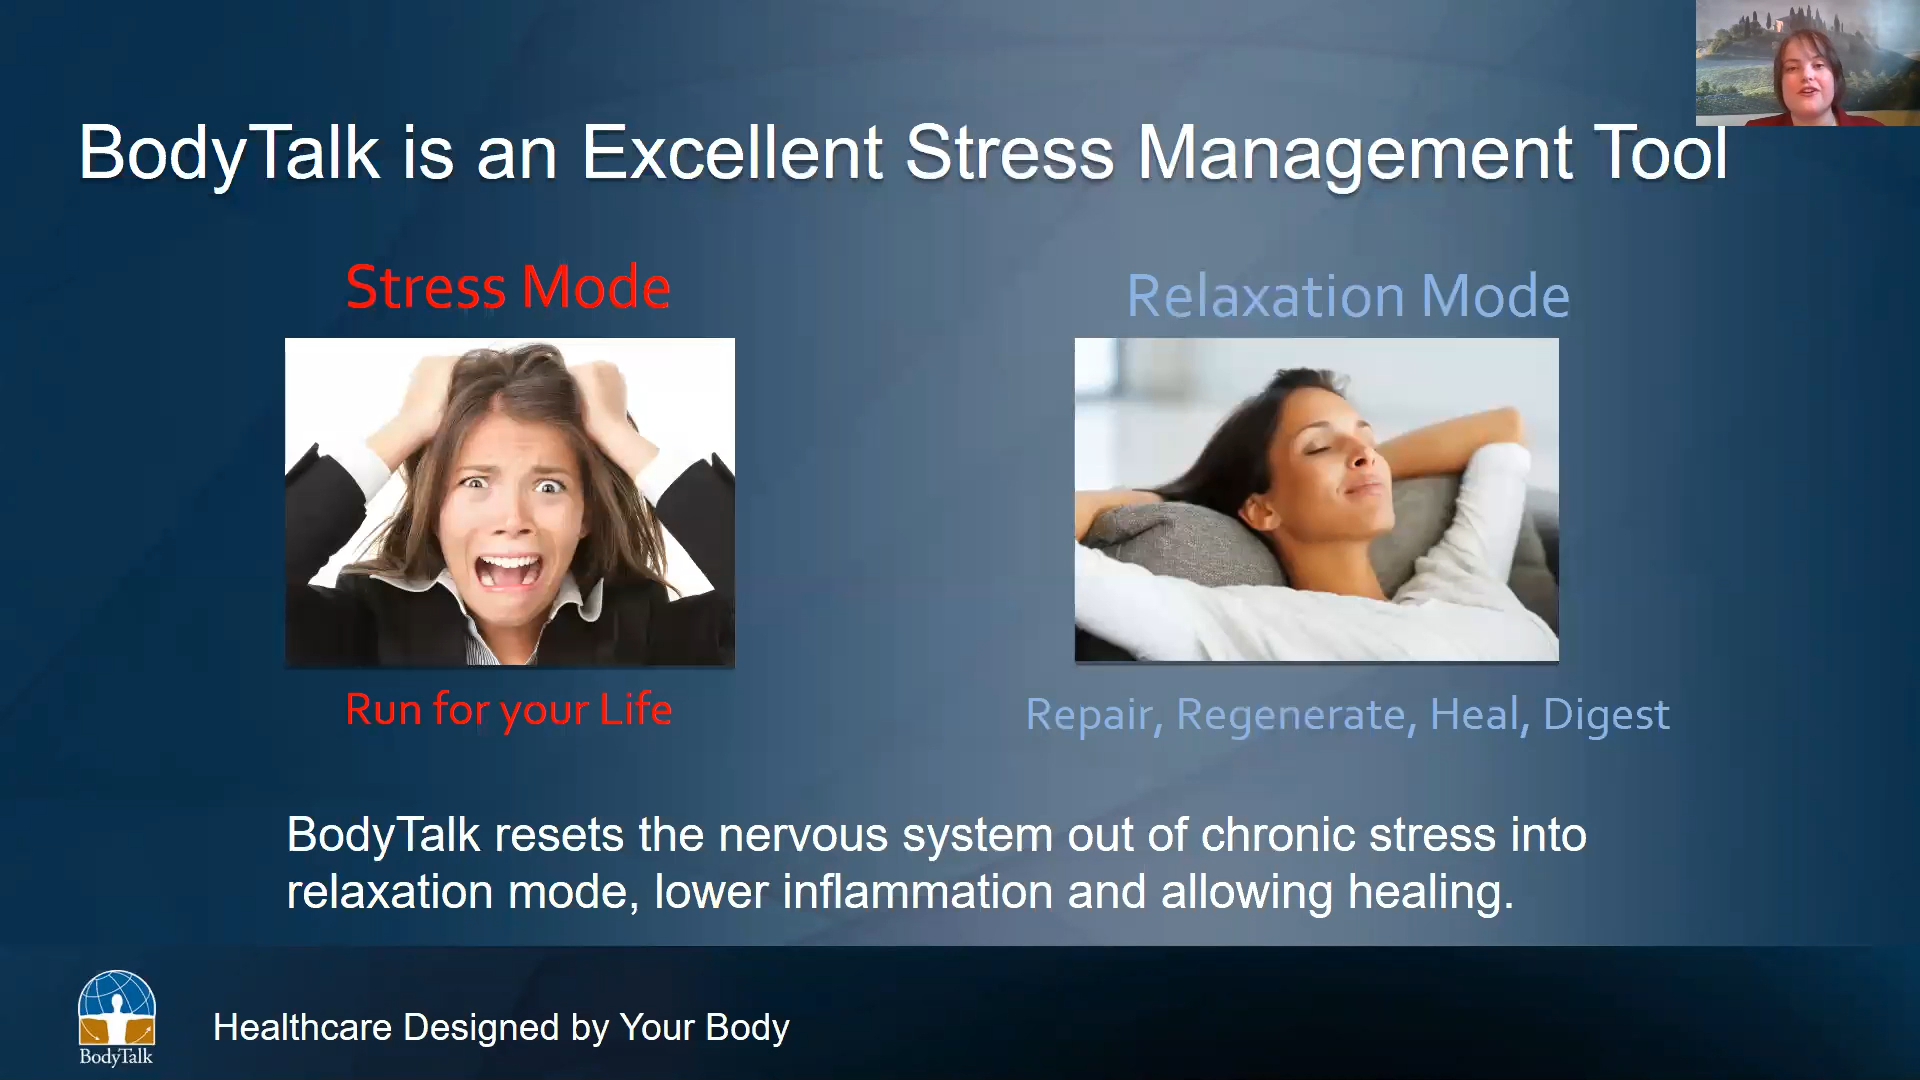 BodyTalk is an Excellent Stress Management Tool
Stress Mode
Relaxation Mode
Run for your Life
Repair, Regenerate, Heal, Digest
BodyTalk resets the nervous system out of chronic stress into
relaxation mode, lower inflammation and allowing healing.
BodyTalk
Healthcare Designed by Your Body